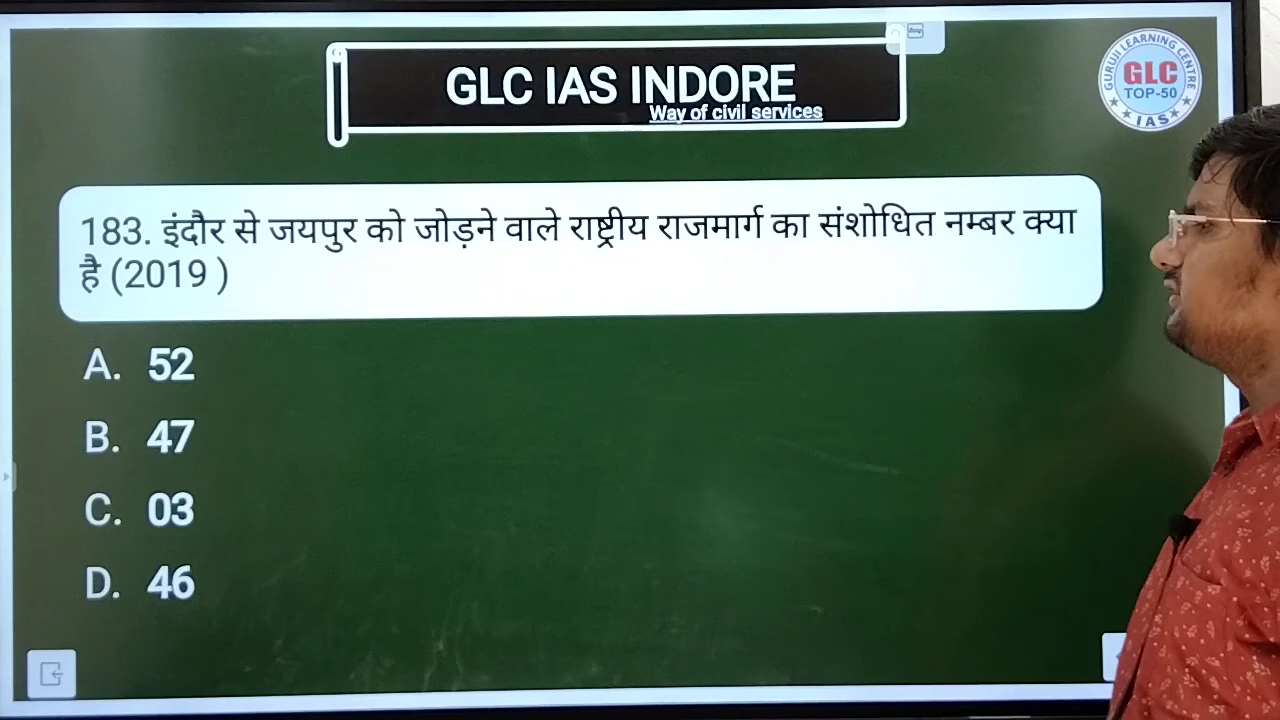 GLC IAS INDORE
Way of civil services
GURUJI LEARNING CENTRE
GLC
TOP-50
IAS
183. इंदौर से जयपुर को जोड़ने वाले राष्ट्रीय राजमार्ग का संशोधित नम्बर क्या
है (2019 )
A. 52
B. 47
C. 03
D. 46